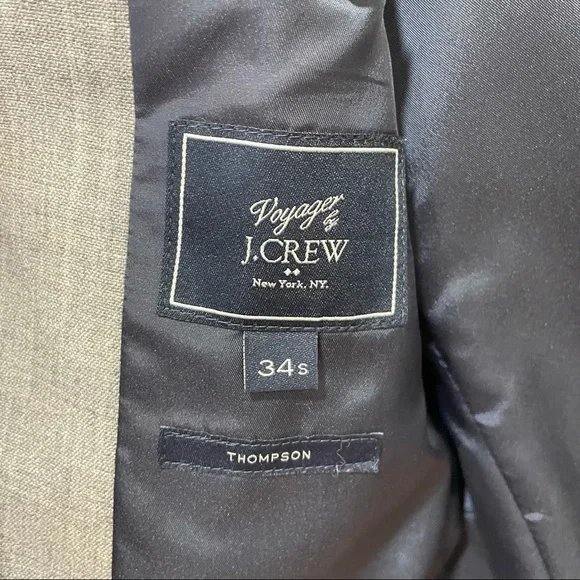 Voyager by
J.CREW
New York, NY.
34s
THOMPSON